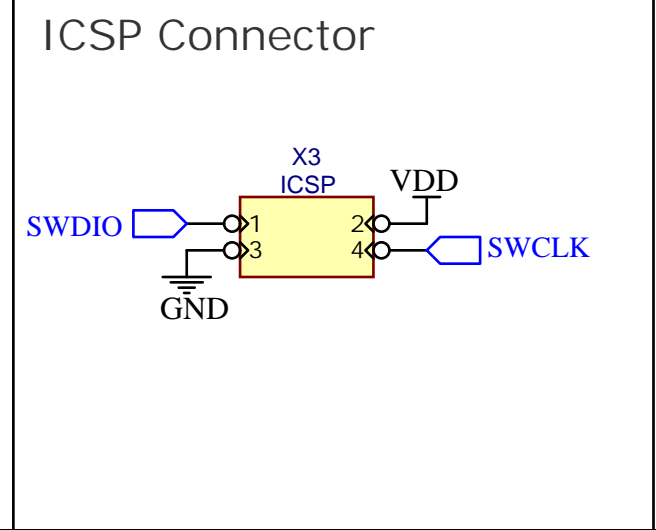 ICSP Connector
X3
ICSP
VDD
SWDIO
1
2
3
4
SWCLK
GND